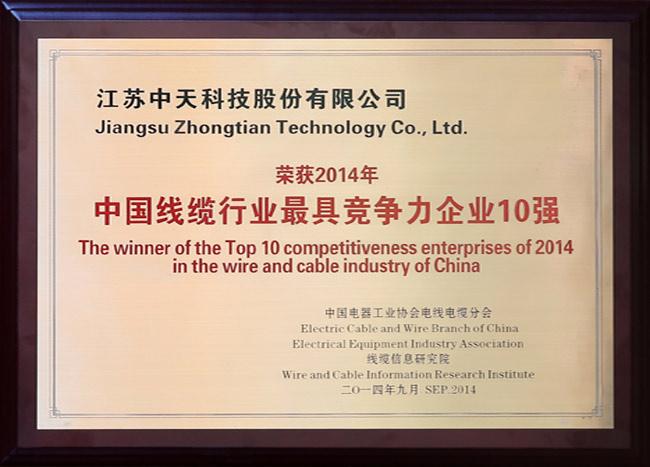 江苏中天科技股份有限公司
Jiangsu Zhongtian Technology Co., Ltd.
荣获2014年
中国线缆行业最具竞争力企业10强
The winner of the Top 10 competitiveness enterprises of 2014
in the wire and cable industry of China
中国电器工业协会电线电缆分会
Electric Cable and Wire Branch of China
Electrical Equipment Industry Association
线缆信息研究院
Wire and Cable Information Research Institute
二〇一四年九月 SEP.2014